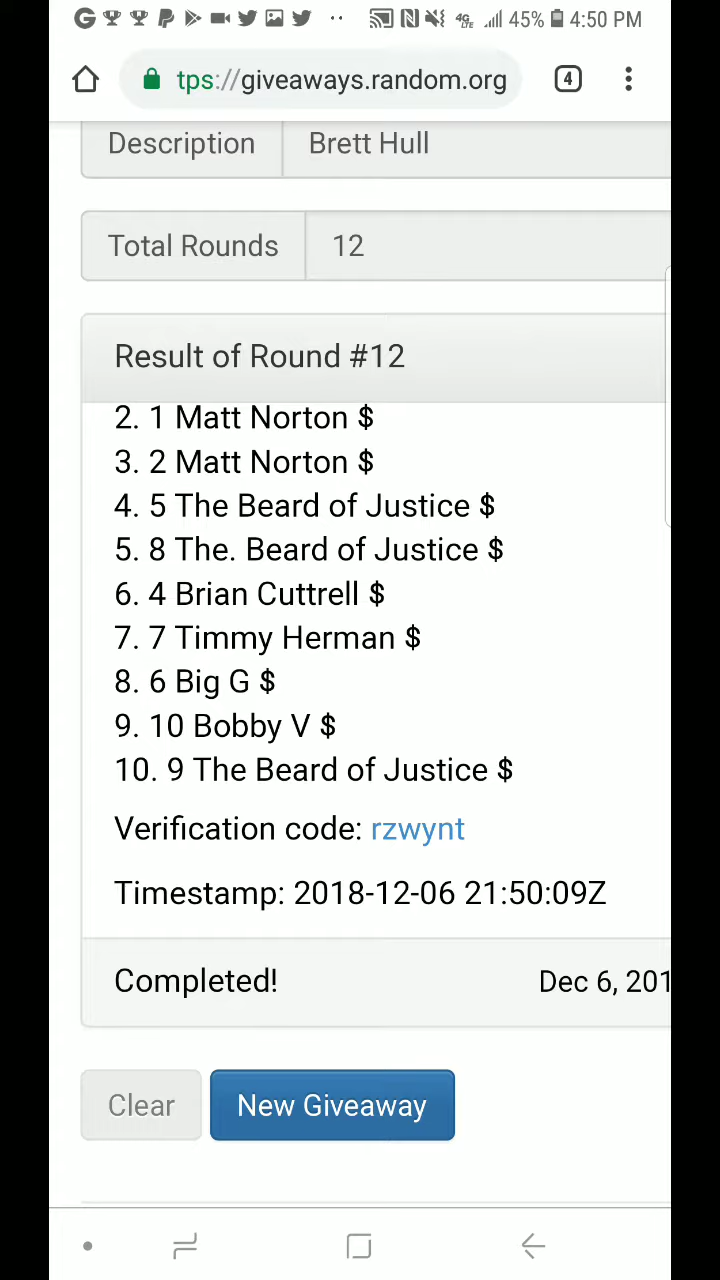 45% 4:50 PM
tps://giveaways.random.org
4
Description Brett Hull
Total Rounds 12
Result of Round #12
2. 1 Matt Norton $
3. 2 Matt Norton $
4. 5 The Beard of Justice $
5. 8 The. Beard of Justice $
6. 4 Brian Cuttrell $
7. 7 Timmy Herman $
8. 6 Big G $
9. 10 Bobby V $
10. 9 The Beard of Justice $
Verification code: rzwynt
Timestamp: 2018-12-06 21:50:09Z
Completed! Dec 6, 201
Clear New Giveaway